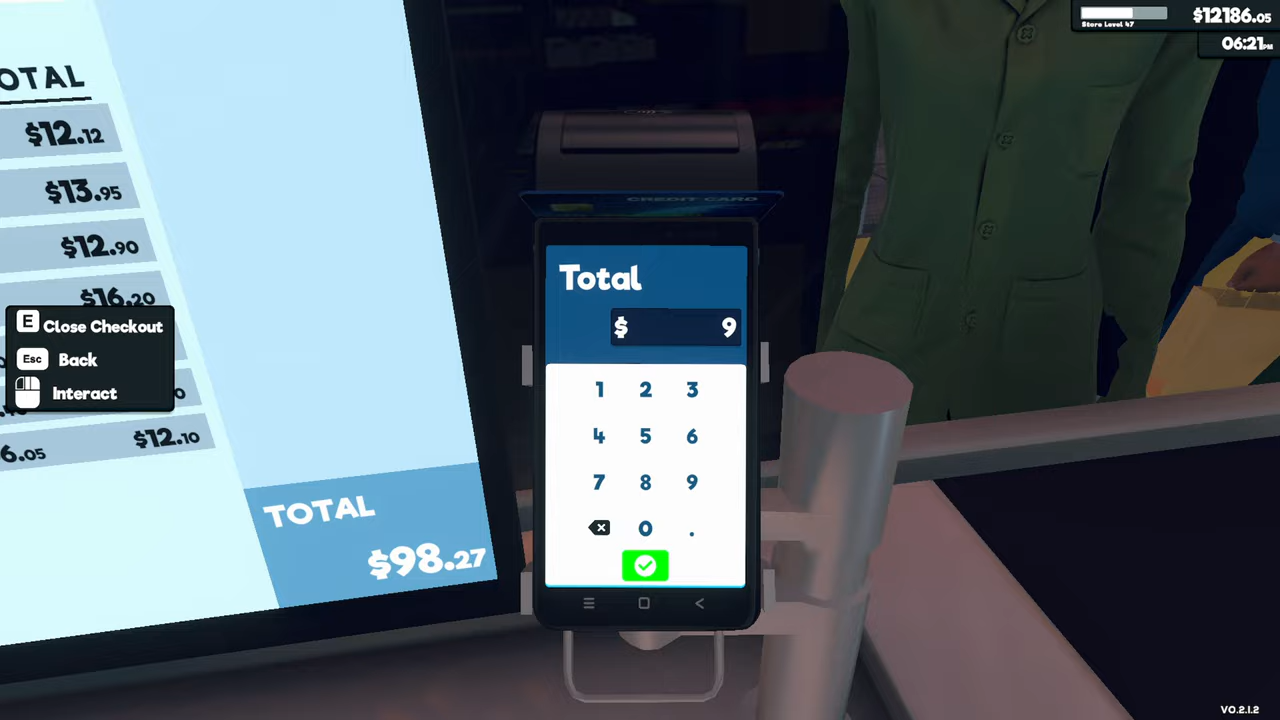 OTAL
$12.12
$13.95
$12.90
$16.20
6.05 $12.10
TOTAL
$98.27
E Close Checkout
Esc Back
Interact
CREDIT CARD
Total
$ 9
1 2 3
4 5 6
7 8 9
0 .
Store Level 47
$12186.05
06:21PM
V0.2.1.2